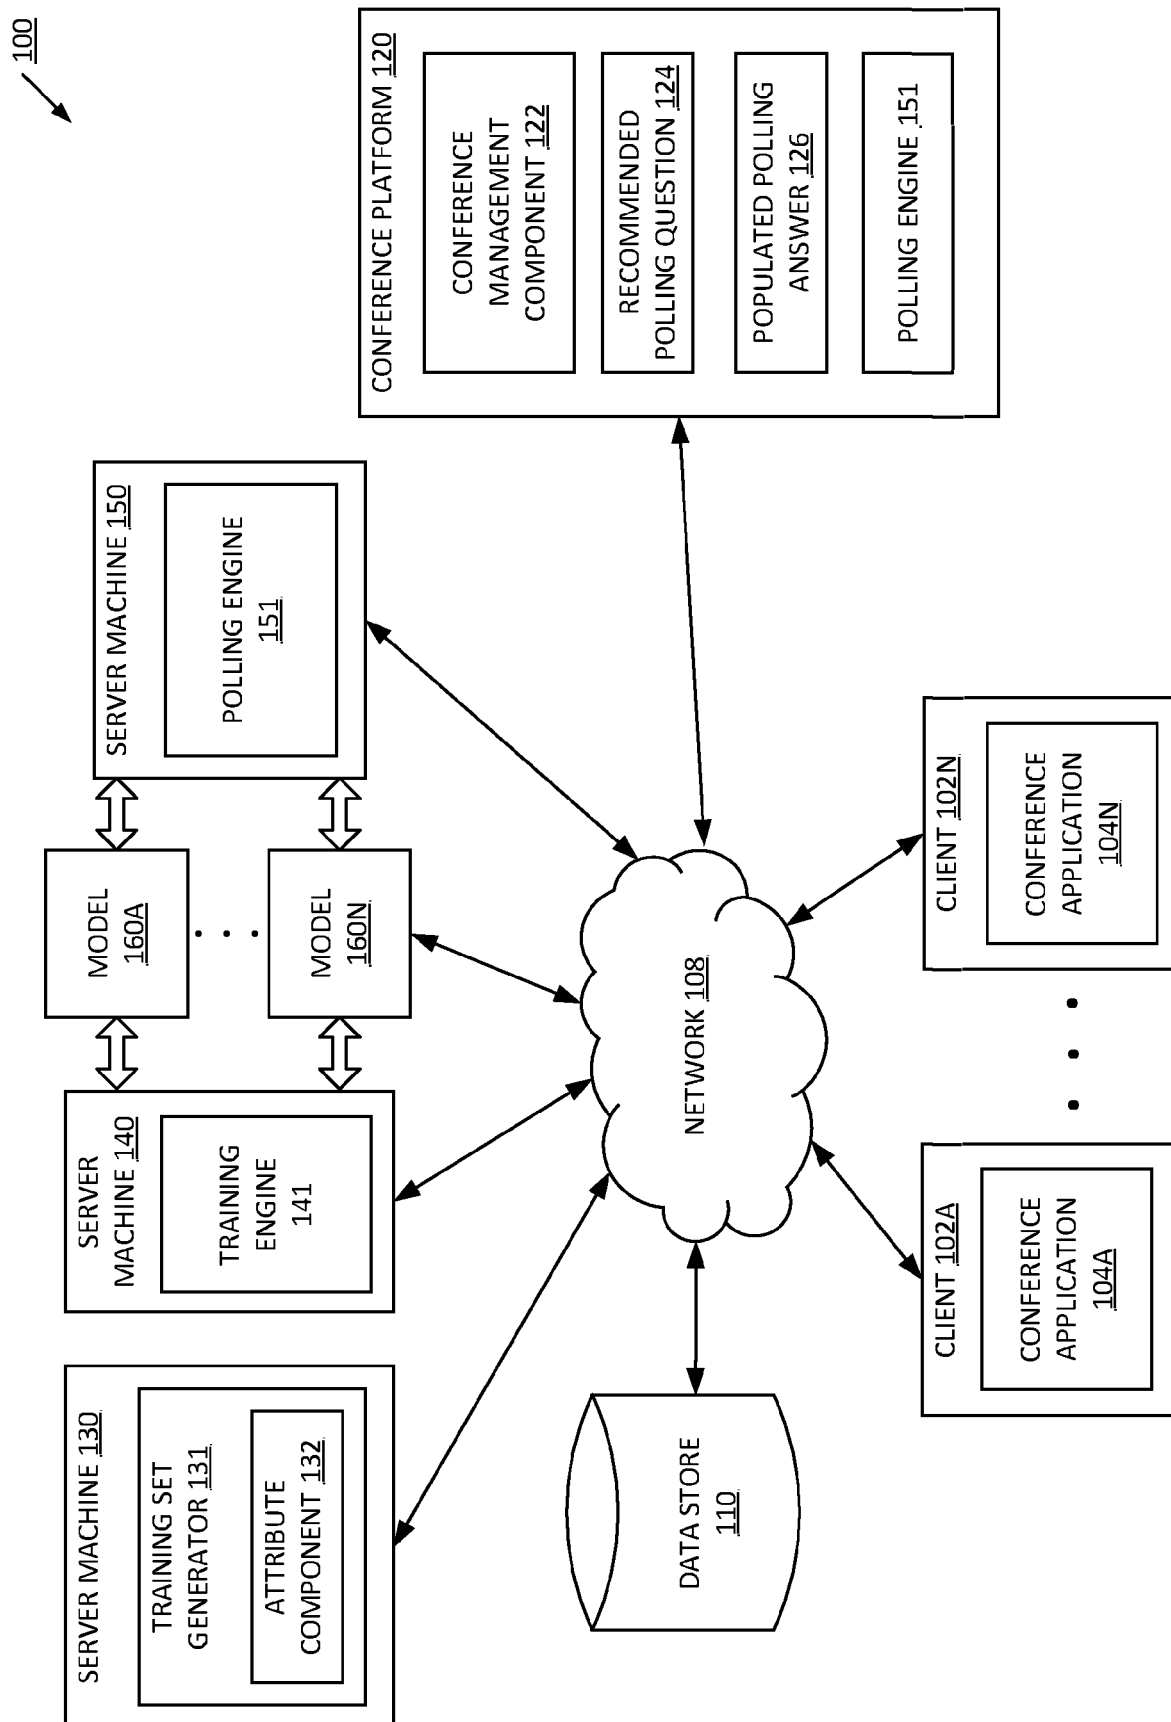 100
SERVER MACHINE 130
TRAINING SET
GENERATOR 131
ATTRIBUTE
COMPONENT 132
SERVER
MACHINE 140
TRAINING
ENGINE
141
MODEL
160A
. . .
MODEL
160N
SERVER MACHINE 150
POLLING ENGINE
151
DATA STORE
110
NETWORK 108
CONFERENCE PLATFORM 120
CONFERENCE
MANAGEMENT
COMPONENT 122
RECOMMENDED
POLLING QUESTION 124
POPULATED POLLING
ANSWER 126
POLLING ENGINE 151
CLIENT 102A
CONFERENCE
APPLICATION
104A
. . .
CLIENT 102N
CONFERENCE
APPLICATION
104N